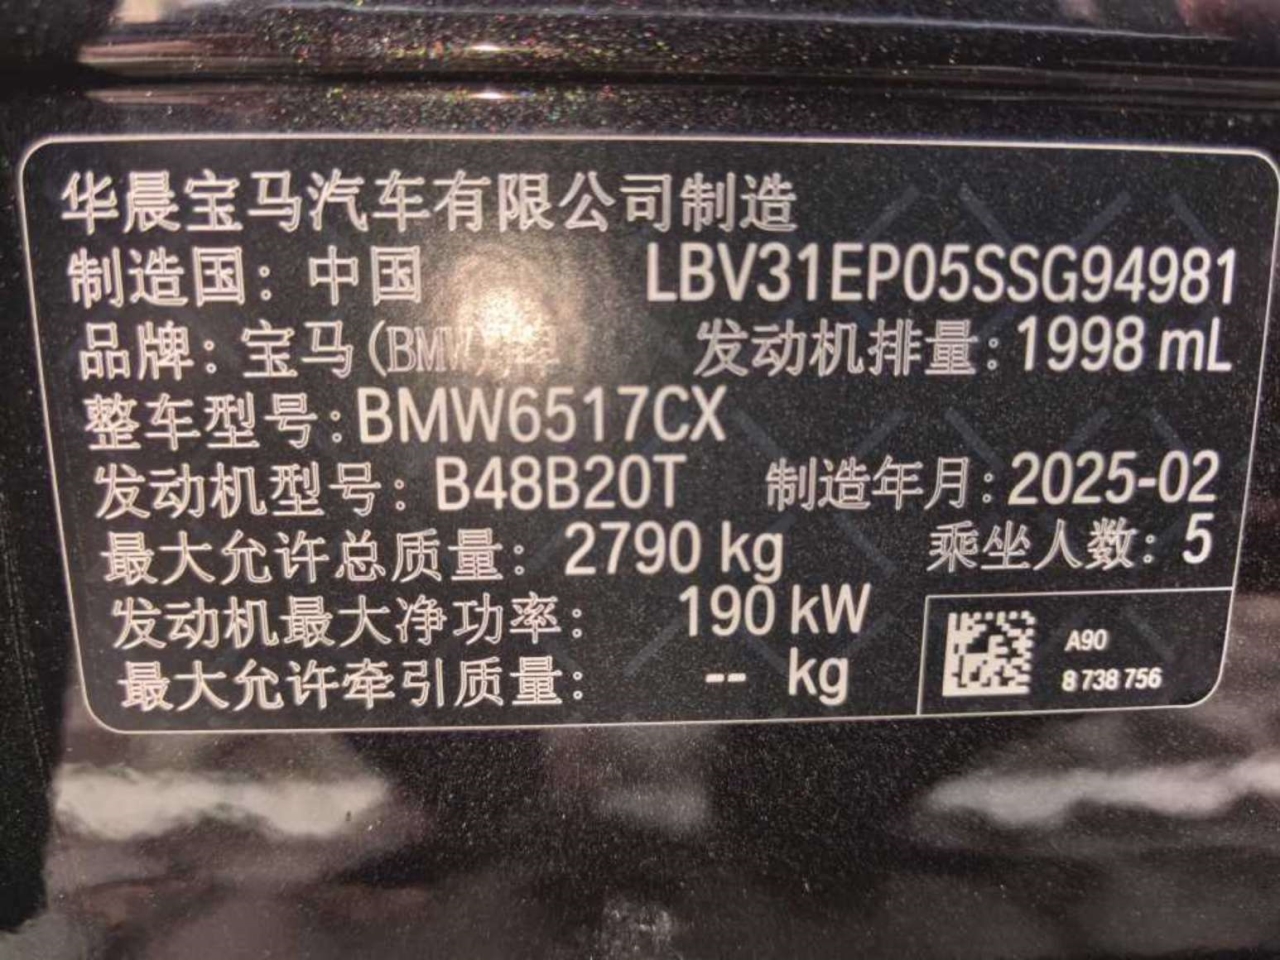 华晨宝马汽车有限公司制造
制造国：中国 LBV31EP05SSG94981
品牌：宝马(BMW)牌 发动机排量：1998 mL
整车型号：BMW6517CX
发动机型号：B48B20T 制造年月：2025-02
最大允许总质量：2790 kg 乘坐人数：5
发动机最大净功率：190 kW
最大允许牵引质量：-- kg
A90
8 738 756